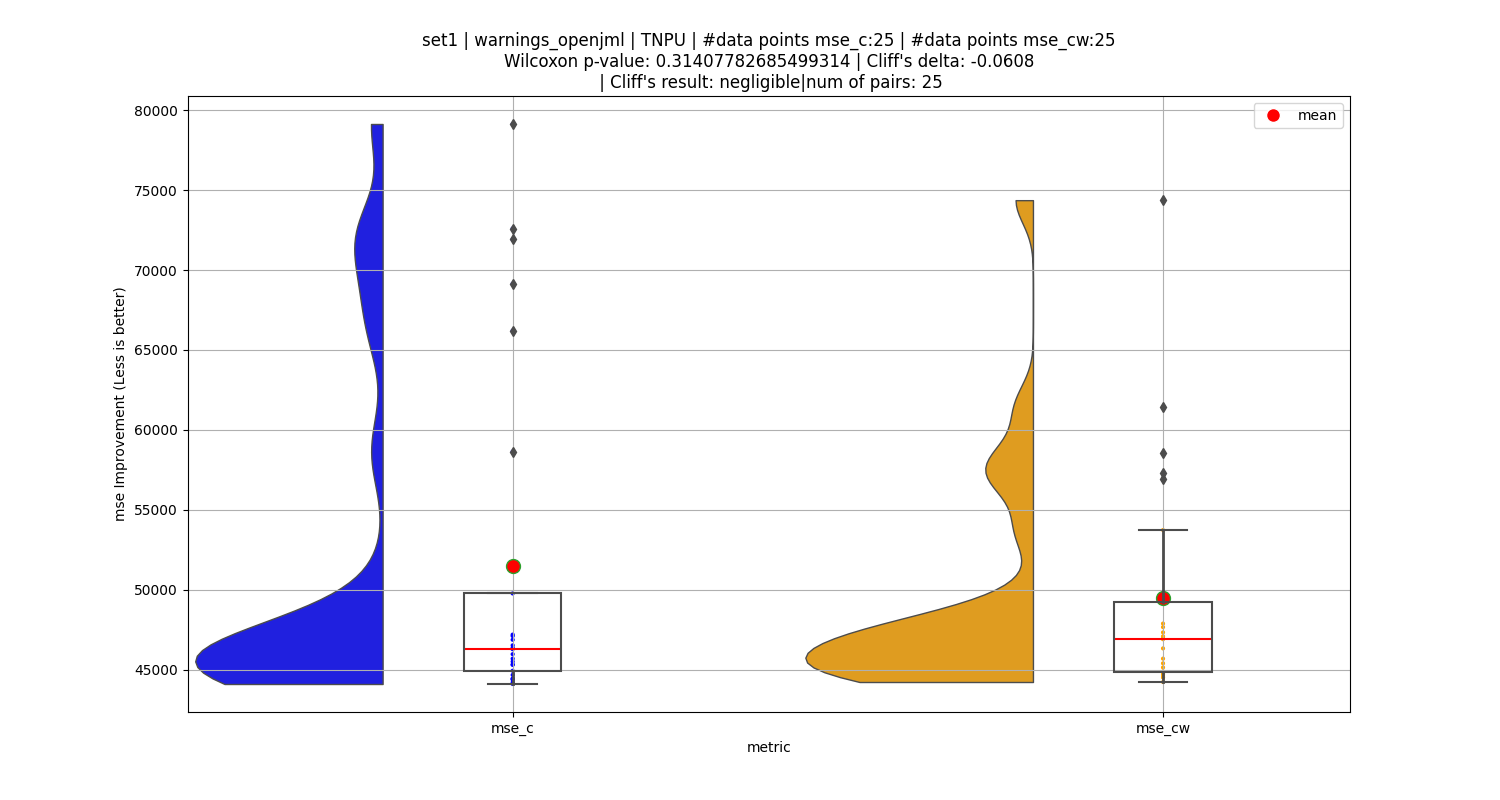 set1 | warnings_openjml | TNPU | #data points mse_c:25 | #data points mse_cw:25
Wilcoxon p-value: 0.31407782685499314 | Cliff's delta: -0.0608
| Cliff's result: negligible|num of pairs: 25
mean
80000
75000
70000
65000
60000
55000
50000
45000
mse Improvement (Less is better)
mse_c
mse_cw
metric